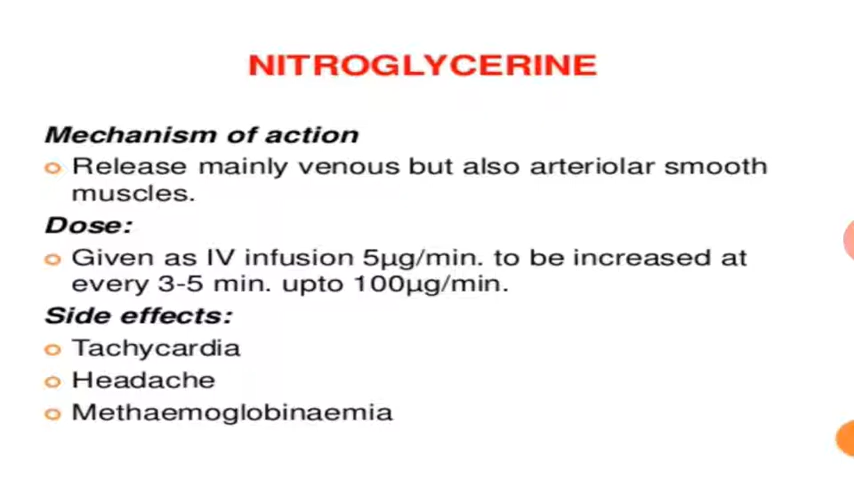 NITROGLYCERINE
Mechanism of action
Release mainly venous but also arteriolar smooth
muscles.
Dose:
Given as IV infusion 5µg/min. to be increased at
every 3-5 min. upto 100µg/min.
Side effects:
Tachycardia
Headache
Methaemoglobinaemia